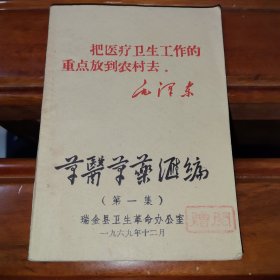 把医疗卫生工作的
重点放到农村去.
毛泽东
草医草药汇编
(第一集)
瑞金县卫生革命办公室
一九六九年十二月